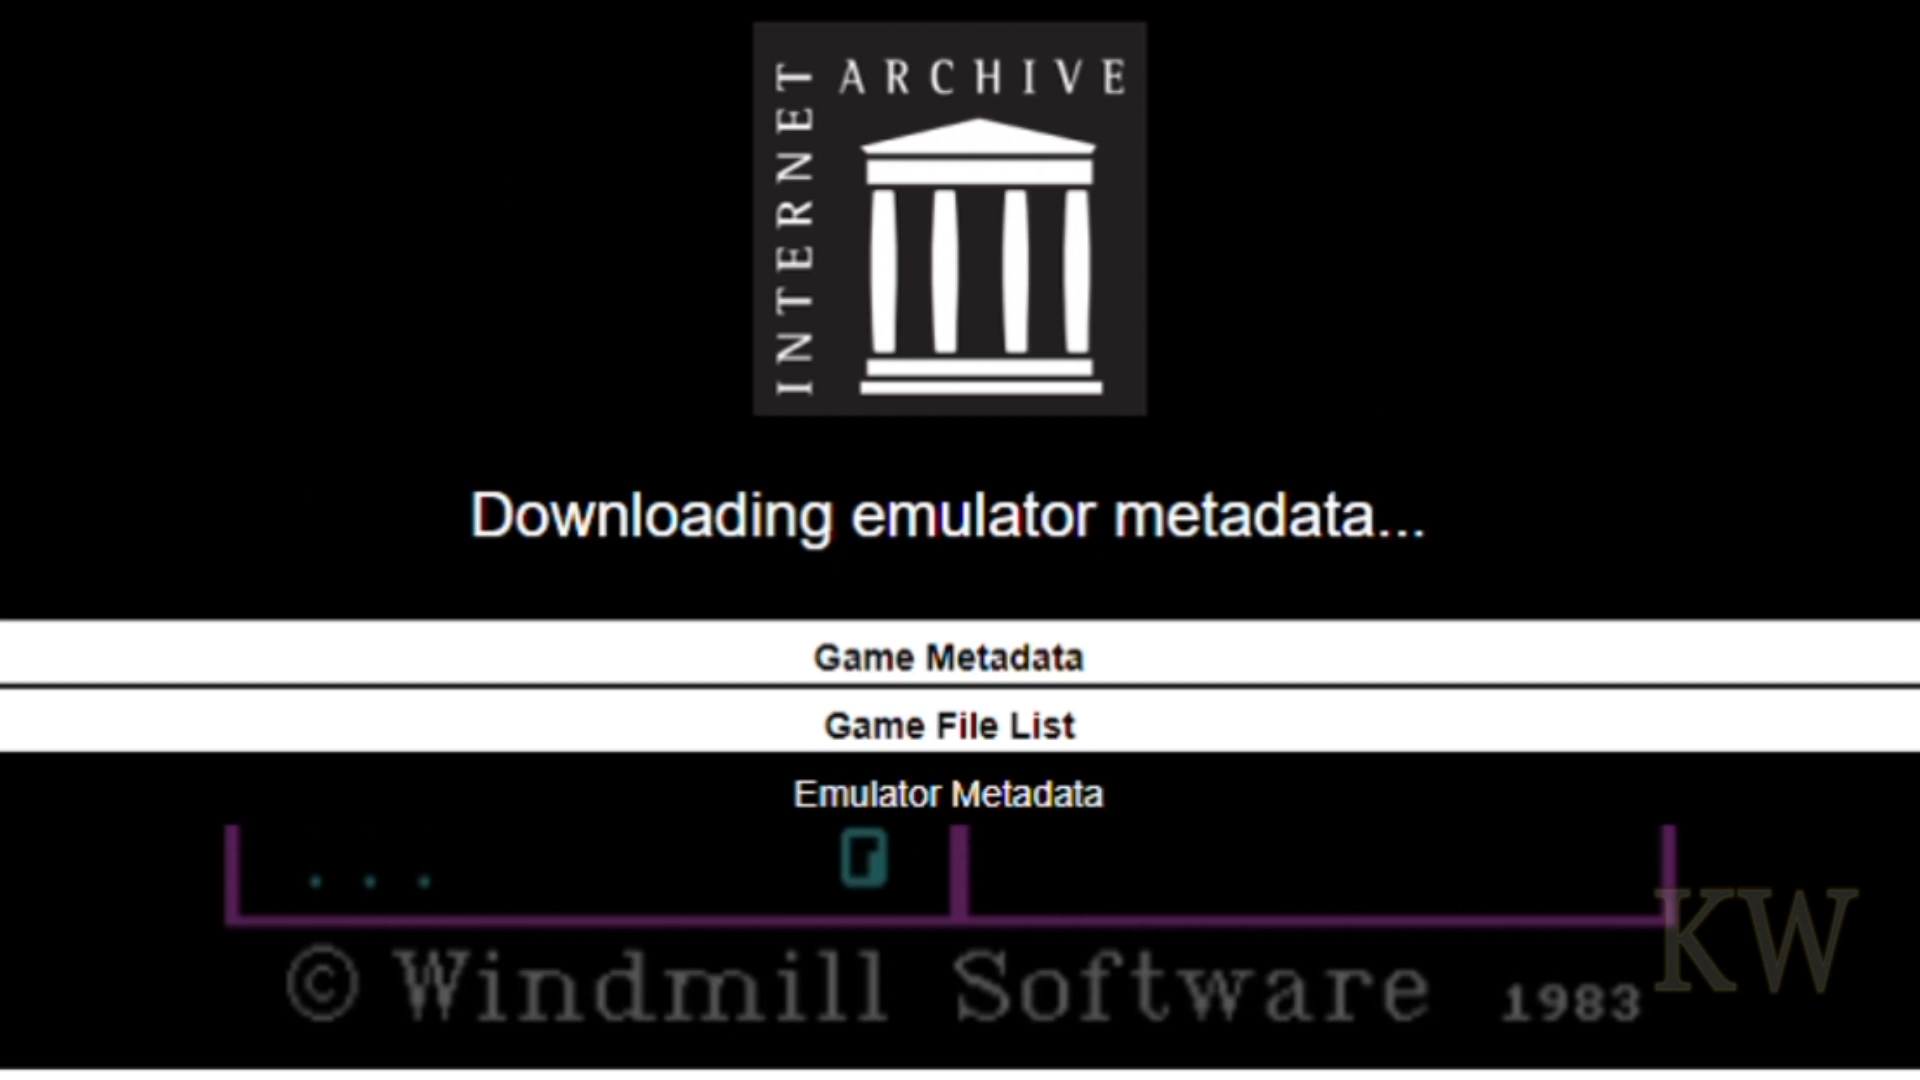 INTERNET
ARCHIVE
Downloading emulator metadata...
Game Metadata
Game File List
Emulator Metadata
. . .
© Windmill Software 1983
KW